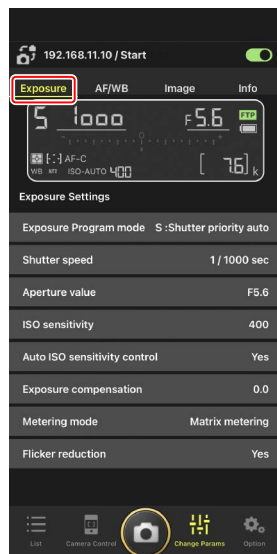 192.168.11.10 / Start
Exposure AF/WB Image Info
S 1000 F5.6 FTP
AF-C
WB ISO-AUTO 400 [ 7.6] k
Exposure Settings
Exposure Program mode S :Shutter priority auto
Shutter speed 1 / 1000 sec
Aperture value F5.6
ISO sensitivity 400
Auto ISO sensitivity control Yes
Exposure compensation 0.0
Metering mode Matrix metering
Flicker reduction Yes
List Camera Control Change Params Option